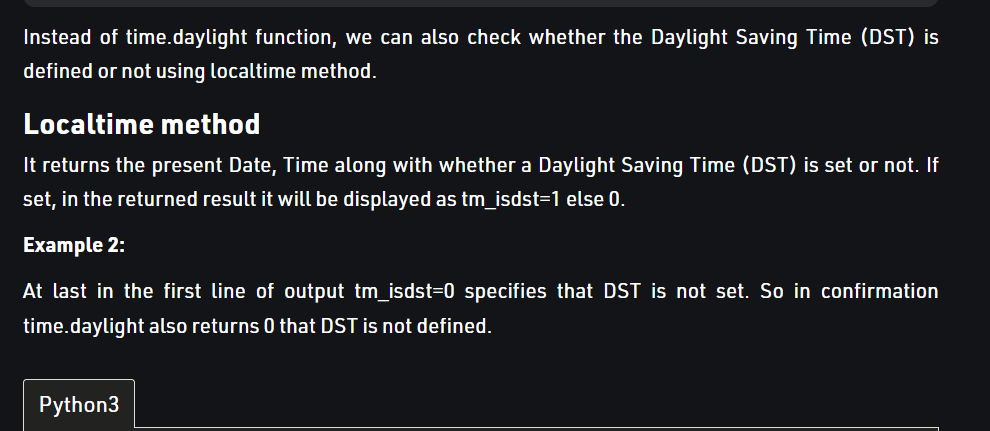 Instead of time.daylight function, we can also check whether the Daylight Saving Time (DST) is
defined or not using localtime method.
Localtime method
It returns the present Date, Time along with whether a Daylight Saving Time (DST) is set or not. If
set, in the returned result it will be displayed as tm_isdst=1 else 0.
Example 2:
At last in the first line of output tm_isdst=0 specifies that DST is not set. So in confirmation
time.daylight also returns 0 that DST is not defined.
Python3